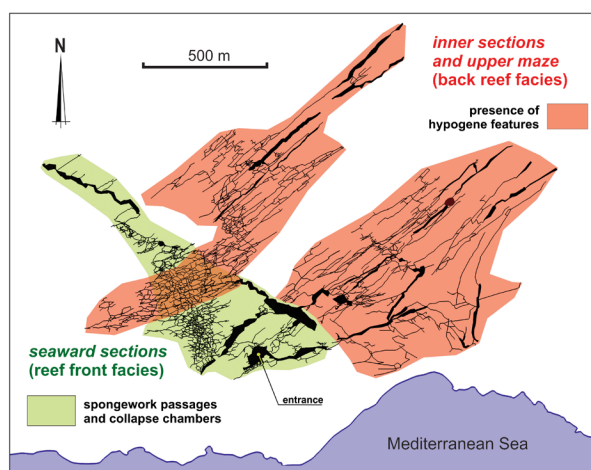 N
500 m
inner sections
and upper maze
(back reef facies)
presence of
hypogene features
seaward sections
(reef front facies)
spongework passages
and collapse chambers
entrance
Mediterranean Sea